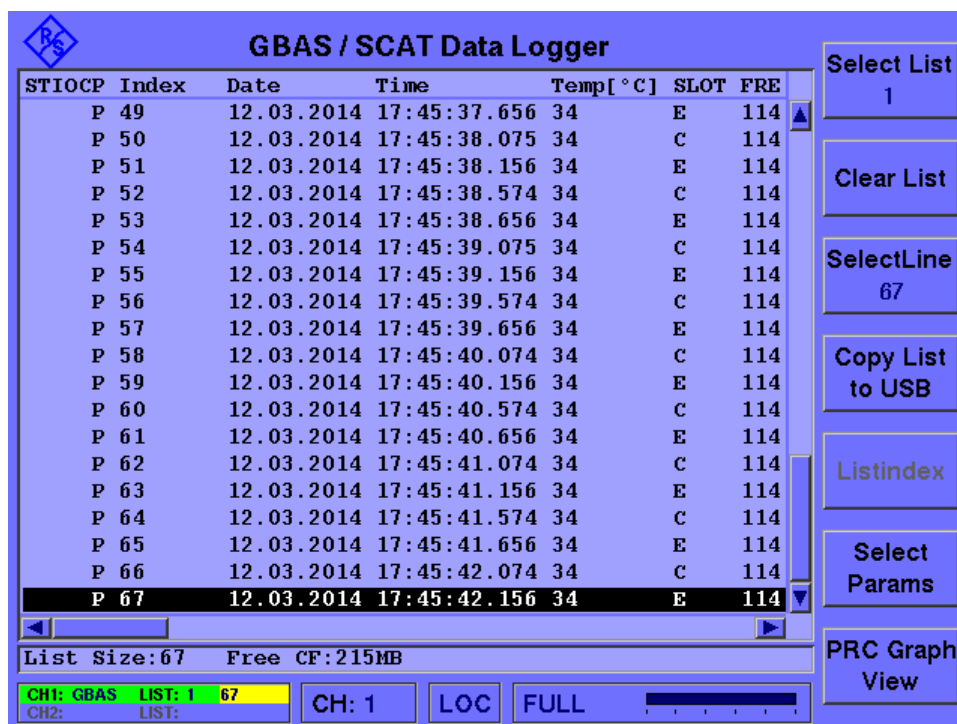 R&S
GBAS / SCAT Data Logger
STIOCP Index Date Time Temp[°C] SLOT FRE
P 49 12.03.2014 17:45:37.656 34 E 114
P 50 12.03.2014 17:45:38.075 34 C 114
P 51 12.03.2014 17:45:38.156 34 E 114
P 52 12.03.2014 17:45:38.574 34 C 114
P 53 12.03.2014 17:45:38.656 34 E 114
P 54 12.03.2014 17:45:39.075 34 C 114
P 55 12.03.2014 17:45:39.156 34 E 114
P 56 12.03.2014 17:45:39.574 34 C 114
P 57 12.03.2014 17:45:39.656 34 E 114
P 58 12.03.2014 17:45:40.074 34 C 114
P 59 12.03.2014 17:45:40.156 34 E 114
P 60 12.03.2014 17:45:40.574 34 C 114
P 61 12.03.2014 17:45:40.656 34 E 114
P 62 12.03.2014 17:45:41.074 34 C 114
P 63 12.03.2014 17:45:41.156 34 E 114
P 64 12.03.2014 17:45:41.574 34 C 114
P 65 12.03.2014 17:45:41.656 34 E 114
P 66 12.03.2014 17:45:42.074 34 C 114
P 67 12.03.2014 17:45:42.156 34 E 114
List Size:67 Free CF:215MB
CH1: GBAS LIST: 1 67
CH2: LIST:
CH: 1
LOC
FULL
Select List
1
Clear List
SelectLine
67
Copy List
to USB
Listindex
Select
Params
PRC Graph
View